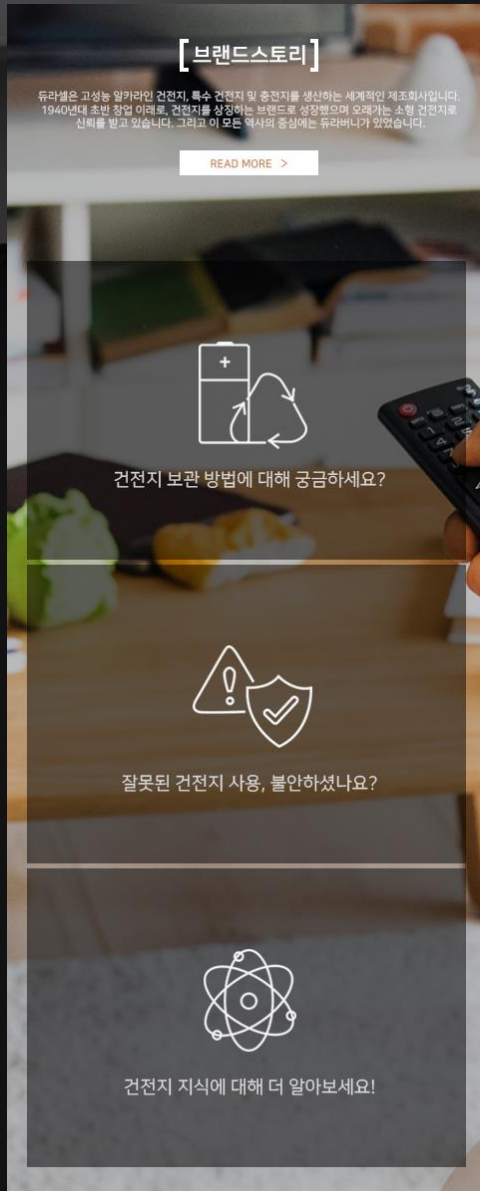 [브랜드스토리]
듀라셀은 고성능 알카라인 건전지, 특수 건전지 및 충전지를 생산하는 세계적인 제조회사입니다.
1940년대 초반 창업 이래로, 건전지를 상징하는 브랜드로 성장했으며 오래가는 소형 건전지로
신뢰를 받고 있습니다. 그리고 이 모든 역사의 중심에는 듀라버니가 있었습니다.
READ MORE >
건전지 보관 방법에 대해 궁금하세요?
잘못된 건전지 사용, 불안하셨나요?
건전지 지식에 대해 더 알아보세요!